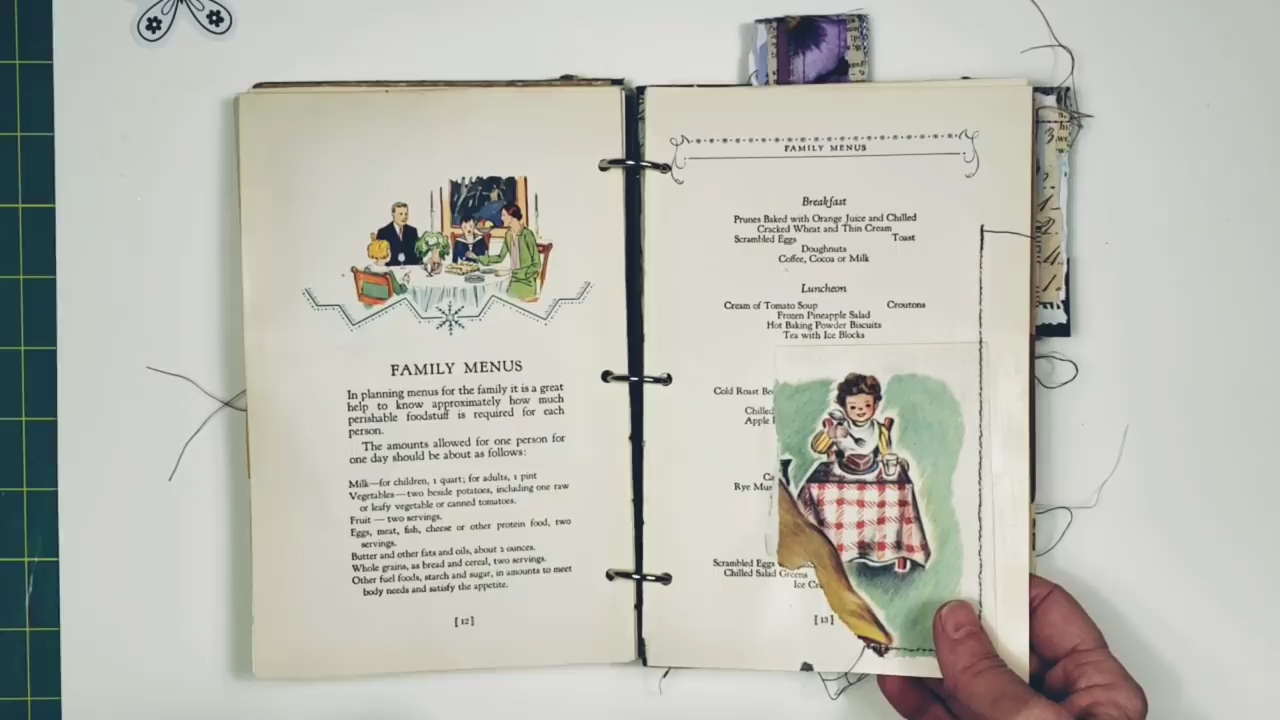 FAMILY MENUS
In planning menus for the family it is a great
help to know approximately how much
perishable foodstuff is required for each
person.
The amounts allowed for one person for
one day should be about as follows:
Milk—for children, 1 quart; for adults, 1 pint
Vegetables—two beside potatoes, including one raw
or leafy vegetable or canned tomatoes.
Fruit — two servings.
Eggs, meat, fish, cheese or other protein food, two
servings.
Butter and other fats and oils, about 2 ounces.
Whole grains, as bread and cereal, two servings.
Other fuel foods, starch and sugar, in amounts to meet
body needs and satisfy the appetite.
[ 12 ]
FAMILY MENUS
Breakfast
Prunes Baked with Orange Juice and Chilled
Cracked Wheat and Thin Cream
Scrambled Eggs Toast
Doughnuts
Coffee, Cocoa or Milk
Luncheon
Cream of Tomato Soup Croutons
Frozen Pineapple Salad
Hot Baking Powder Biscuits
Tea with Ice Blocks
Cold Roast
Chilled
Apple
Rye
Scrambled Eggs
Chilled Salad Greens
Ice
[ 13 ]